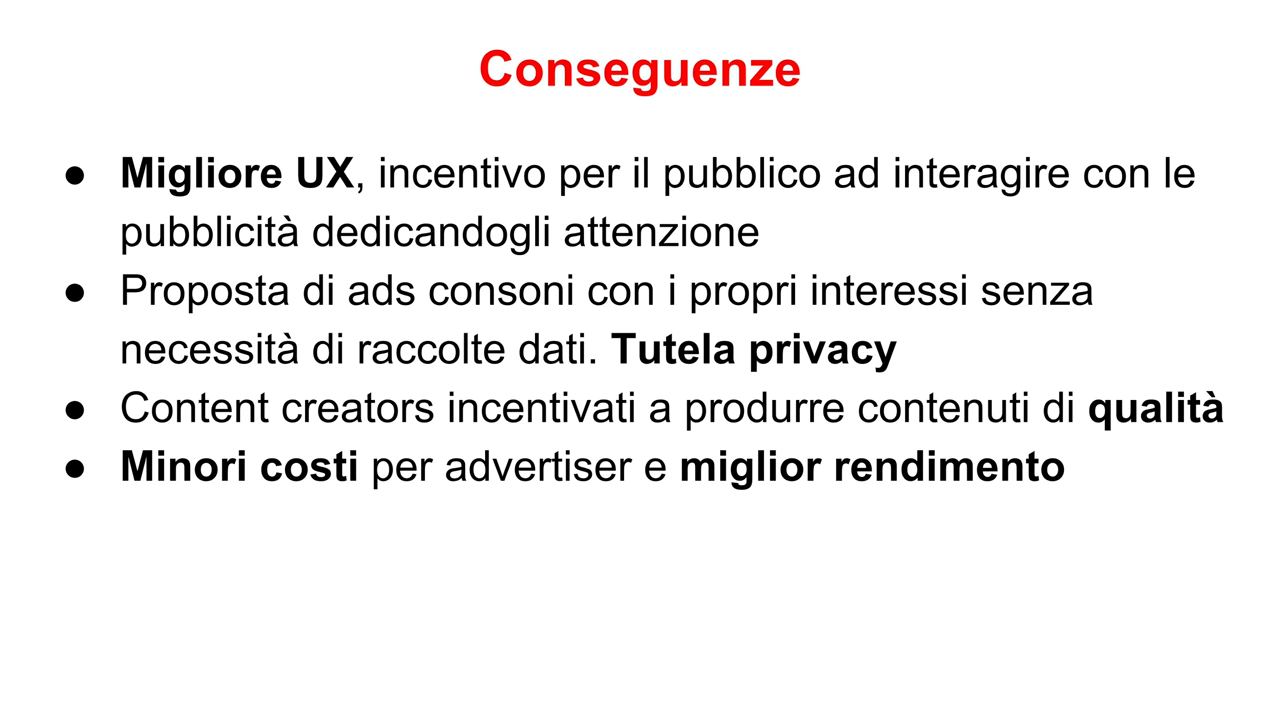 Conseguenze
● Migliore UX, incentivo per il pubblico ad interagire con le
pubblicità dedicandogli attenzione
● Proposta di ads consoni con i propri interessi senza
necessità di raccolte dati. Tutela privacy
● Content creators incentivati a produrre contenuti di qualità
● Minori costi per advertiser e miglior rendimento